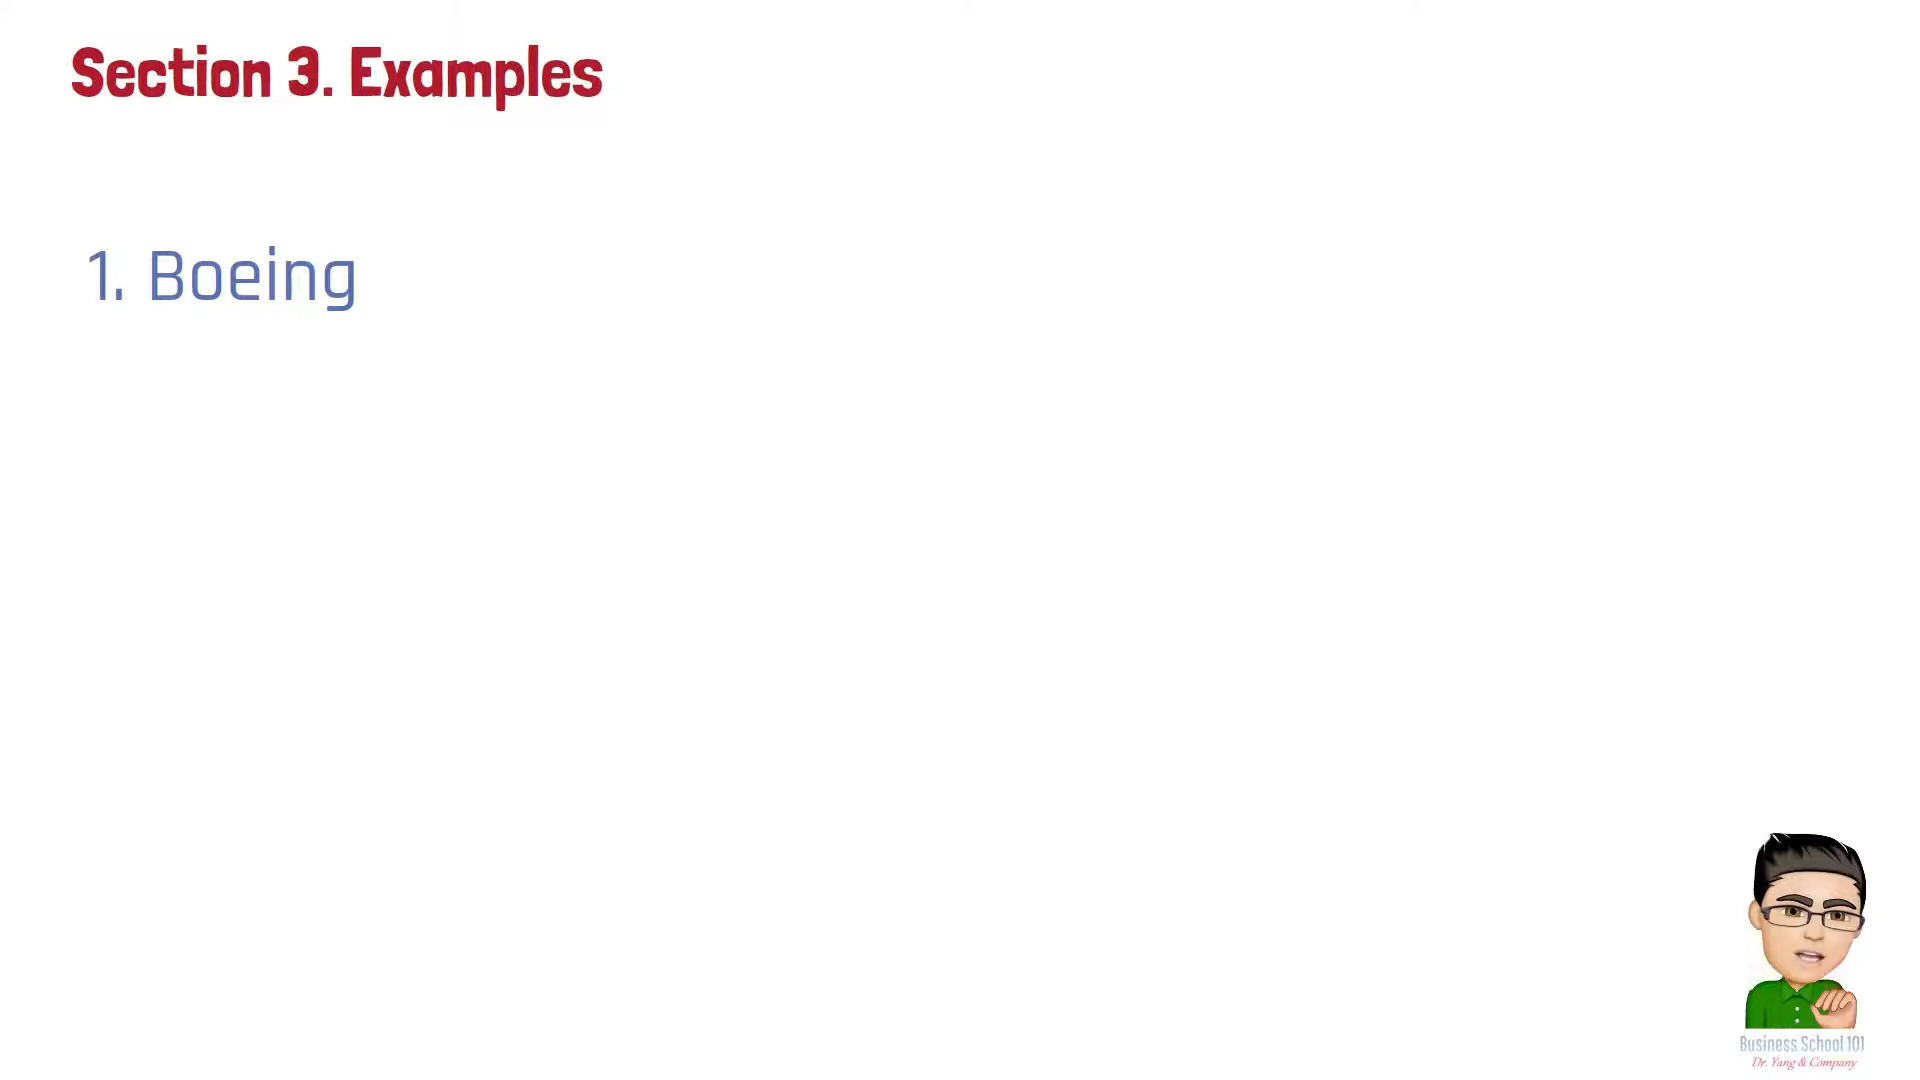 Section 3. Examples
1. Boeing
Business School 101
Dr. Yang & Company